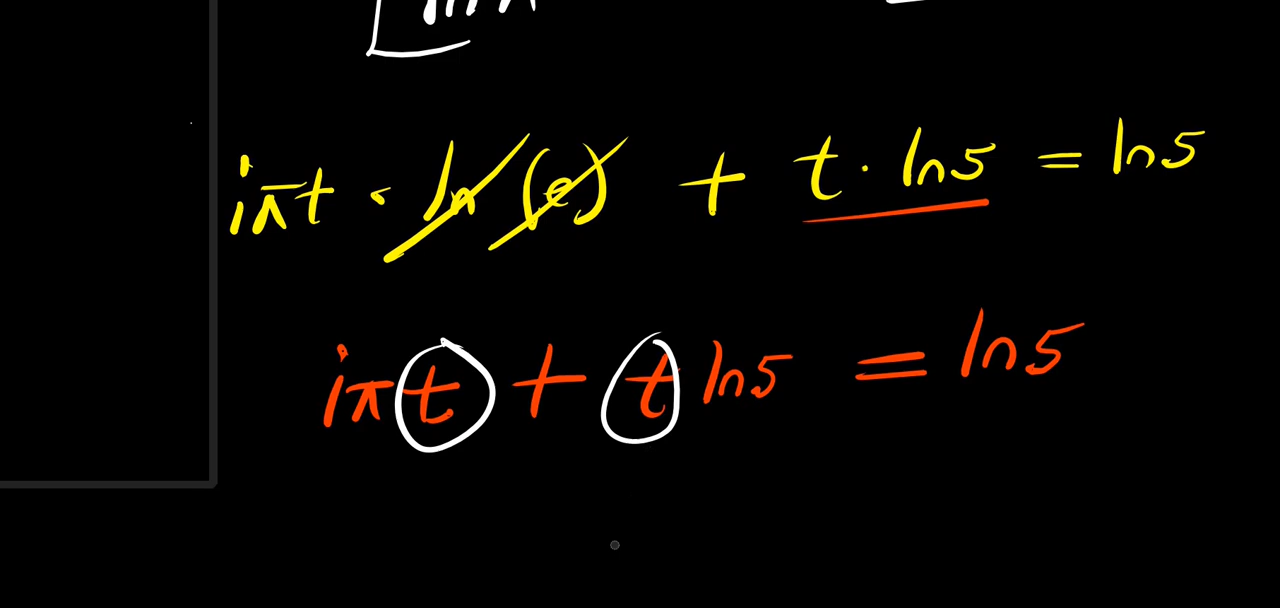 iπt · ln (e) + t · ln5 = ln5
iπt + t ln5 = ln5